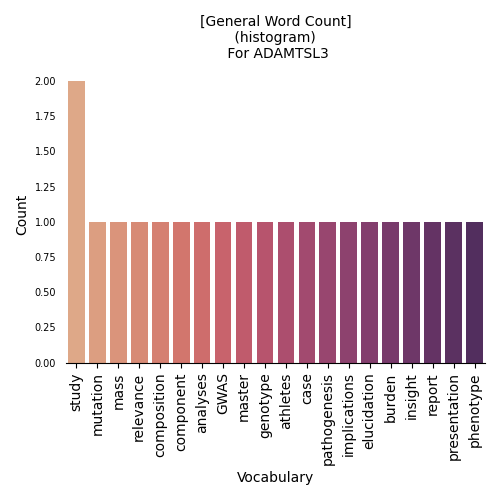 [General Word Count]
(histogram)
For ADAMTSL3
2.00
1.75
1.50
1.25
1.00
0.75
0.50
0.25
0.00
Count
study
mutation
mass
relevance
composition
component
analyses
GWAS
master
genotype
athletes
case
pathogenesis
implications
elucidation
burden
insight
report
presentation
phenotype
Vocabulary